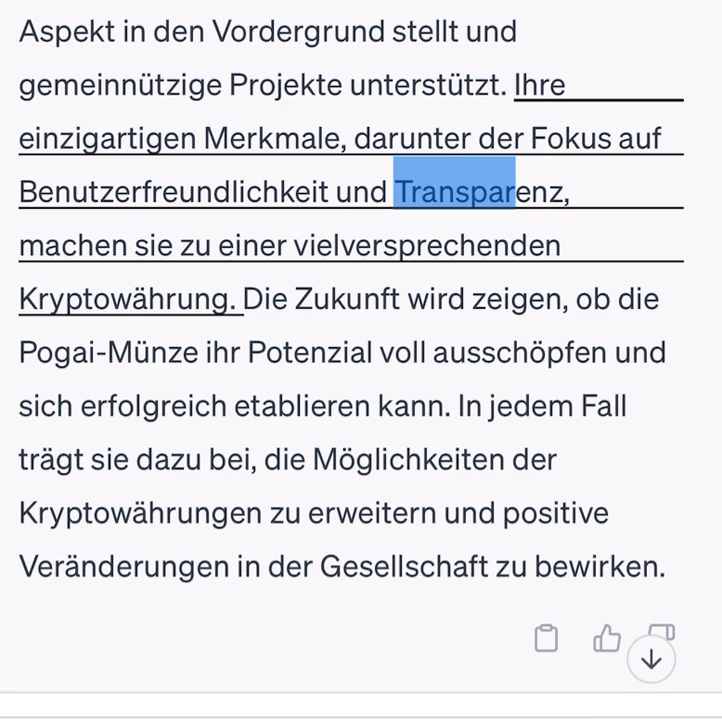 Aspekt in den Vordergrund stellt und
gemeinnützige Projekte unterstützt. Ihre
einzigartigen Merkmale, darunter der Fokus auf
Benutzerfreundlichkeit und Transparenz,
machen sie zu einer vielversprechenden
Kryptowährung. Die Zukunft wird zeigen, ob die
Pogai-Münze ihr Potenzial voll ausschöpfen und
sich erfolgreich etablieren kann. In jedem Fall
trägt sie dazu bei, die Möglichkeiten der
Kryptowährungen zu erweitern und positive
Veränderungen in der Gesellschaft zu bewirken.